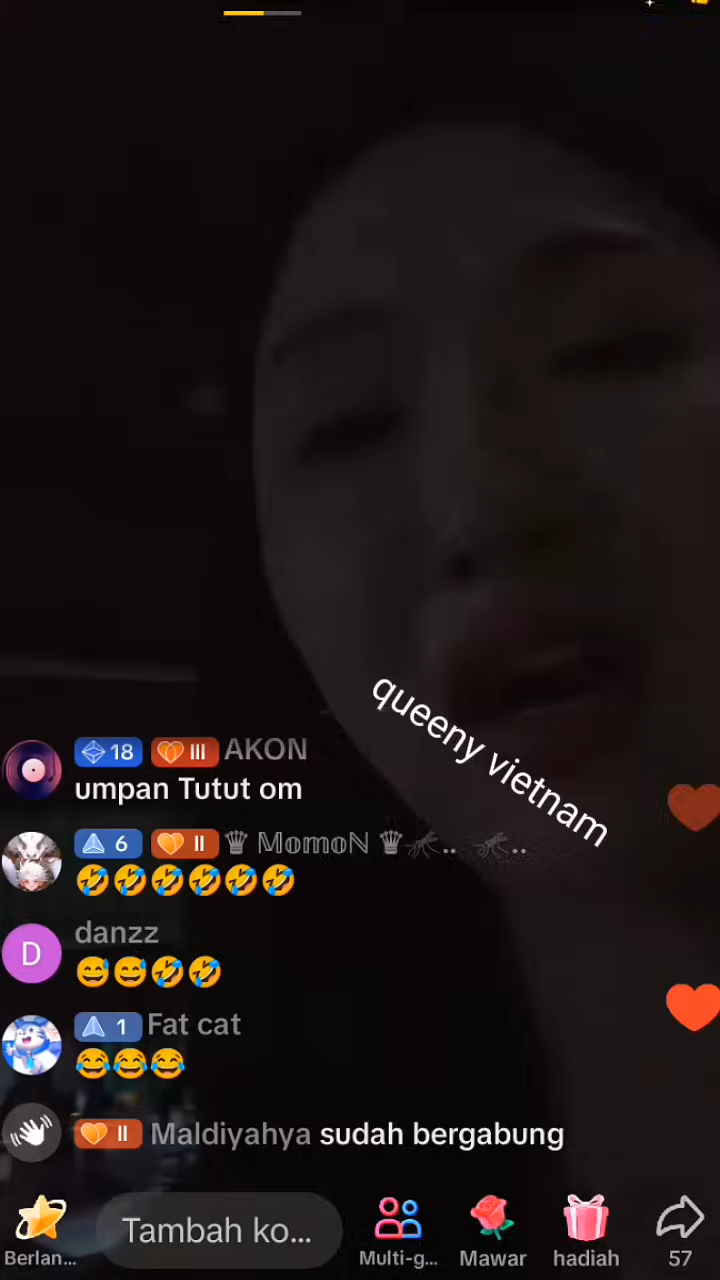 queeny vietnam
18 III AKON
umpan Tutut om
6 II ♛ 𝕄𝕠𝕞𝕠ℕ ♛🦟.. 🦟..
🤣🤣🤣🤣🤣🤣
D
danzz
😅😅🤣🤣
1 Fat cat
😂😂😂
II Maldiyahya sudah bergabung
Berlan...
Tambah ko...
Multi-g...
Mawar
hadiah
57